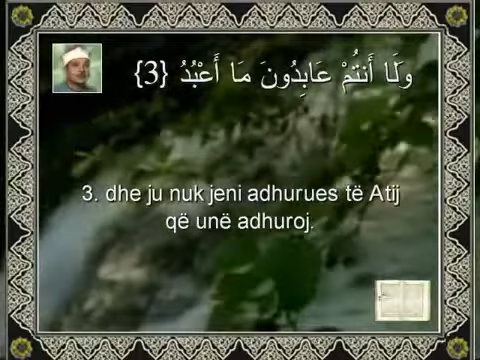 وَلَا أَنتُمْ عَابِدُونَ مَا أَعْبُدُ {3}
3. dhe ju nuk jeni adhurues të Atij
që unë adhuroj.